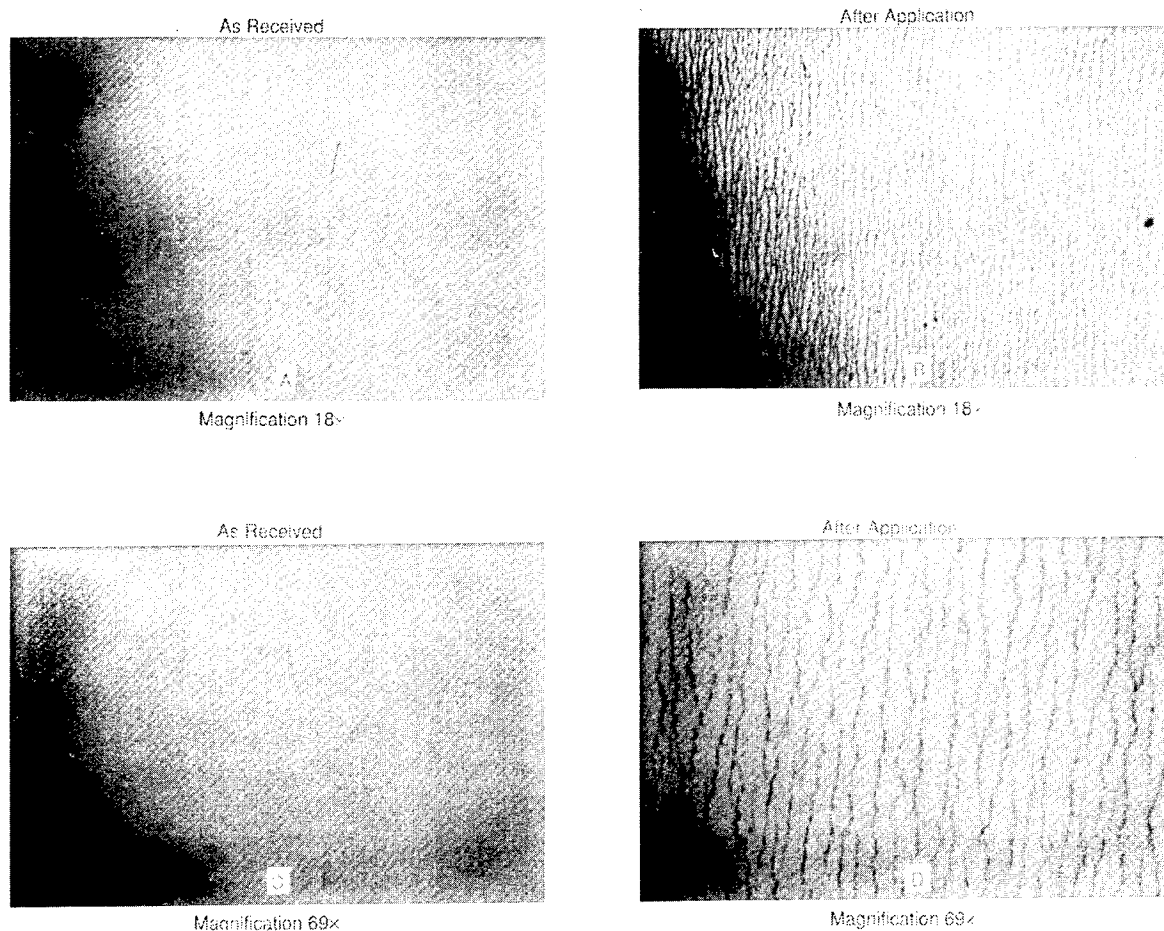 As Received
After Application
A
B
Magnification 18×
Magnification 18×
As Received
After Application
C
D
Magnification 69×
Magnification 69×